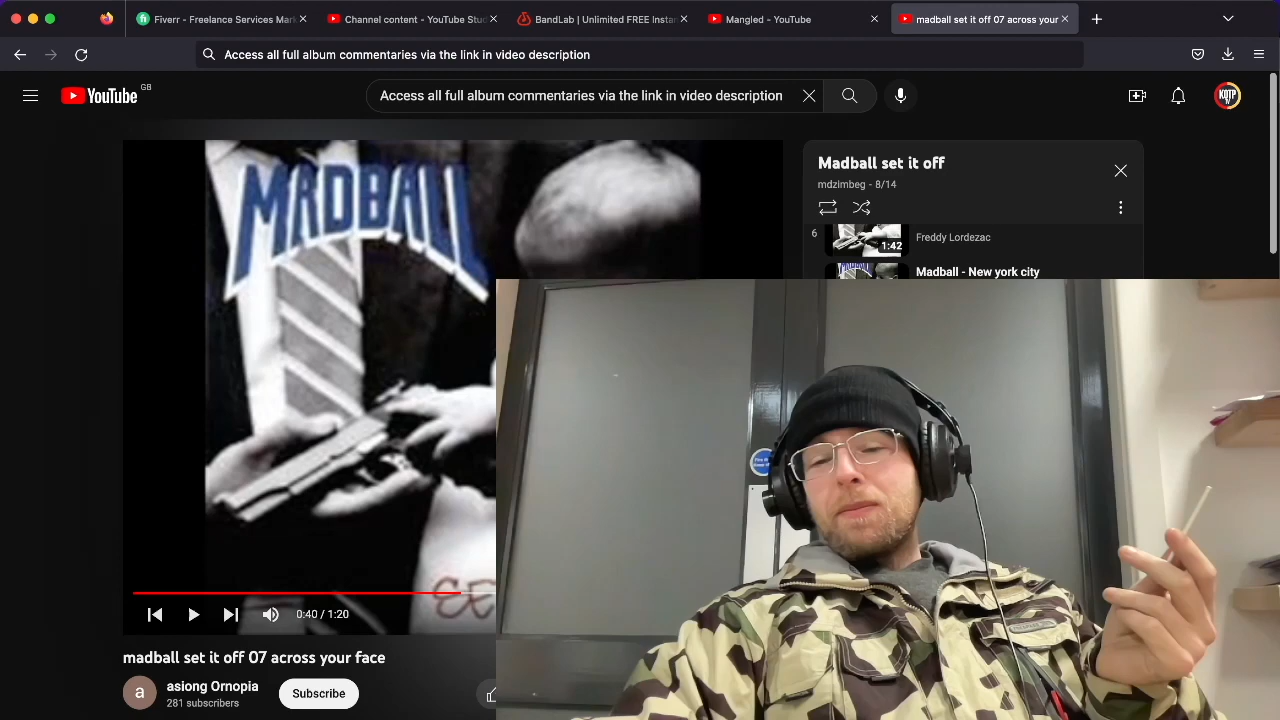 Fiverr - Freelance Services Mark
Channel content - YouTube Stud
BandLab | Unlimited FREE Instan
Mangled - YouTube
madball set it off 07 across your
Access all full album commentaries via the link in video description
YouTube
GB
Access all full album commentaries via the link in video description
KOTP
MADBALL
Madball set it off
mdzimbeg - 8/14
6
1:42
Freddy Lordezac
Madball - New york city
0:40 / 1:20
madball set it off 07 across your face
a
asiong Ornopia
281 subscribers
Subscribe